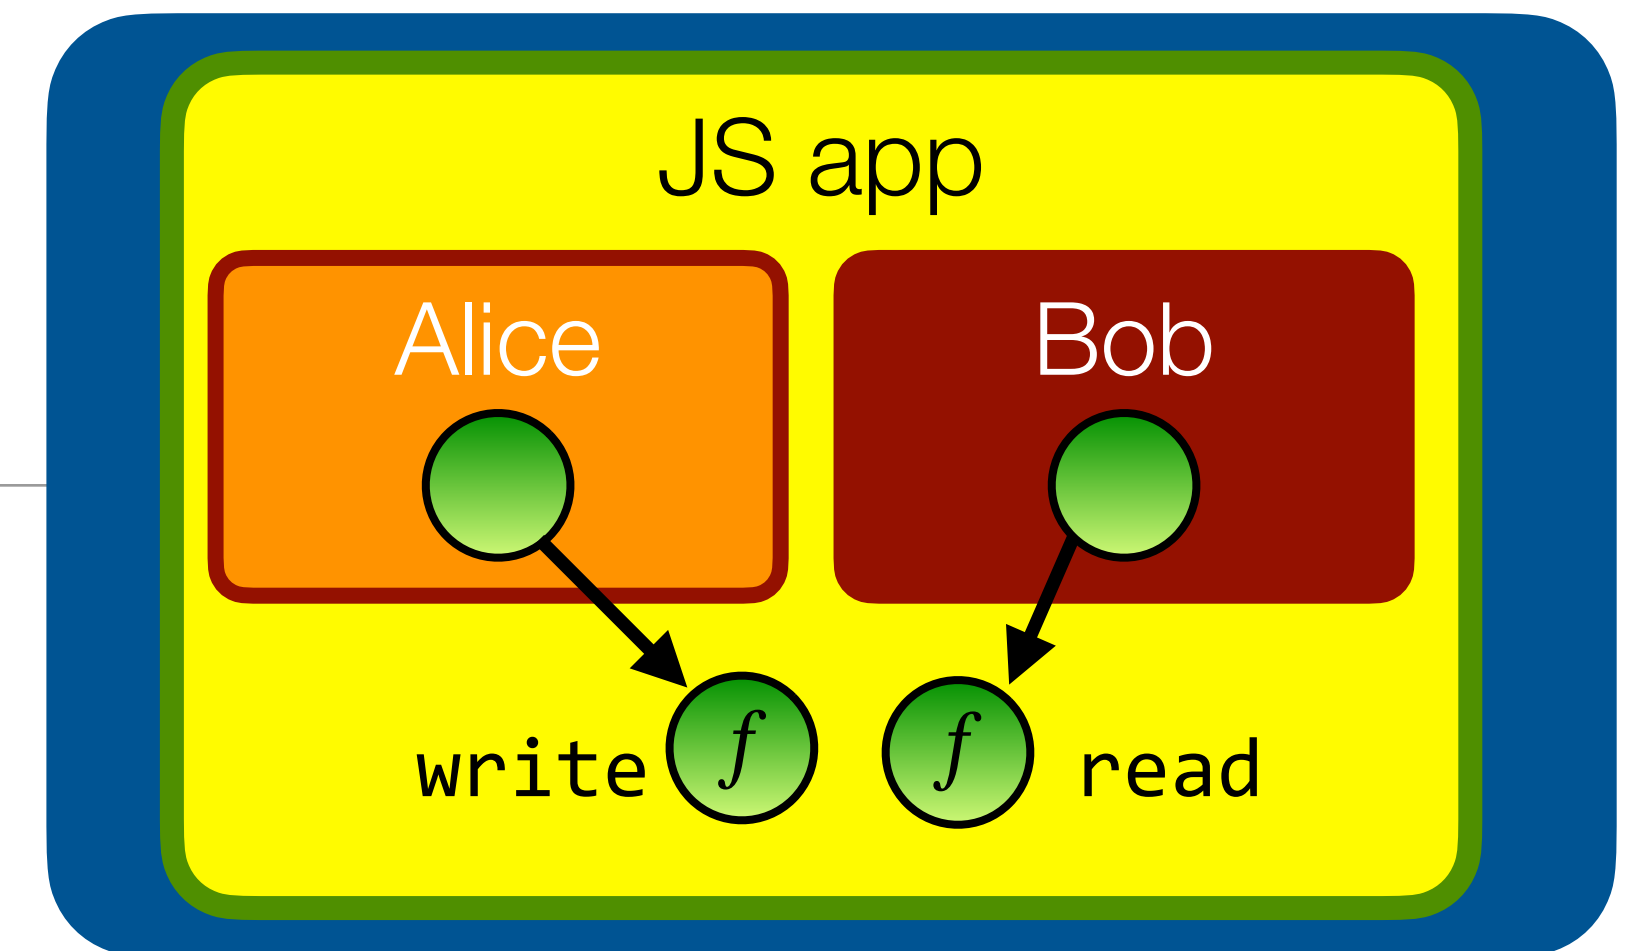 JS app
Alice
Bob
write
f
f
read